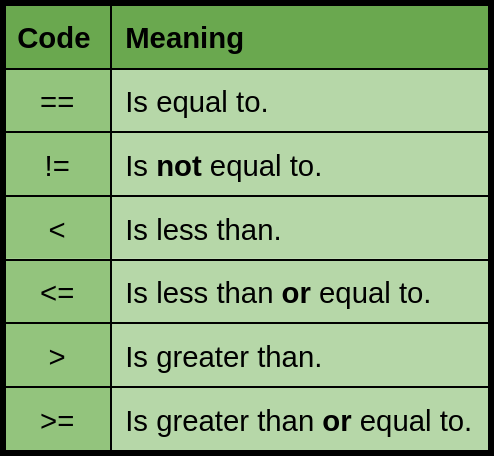 Code Meaning
== Is equal to.
!= Is not equal to.
< Is less than.
<= Is less than or equal to.
> Is greater than.
>= Is greater than or equal to.